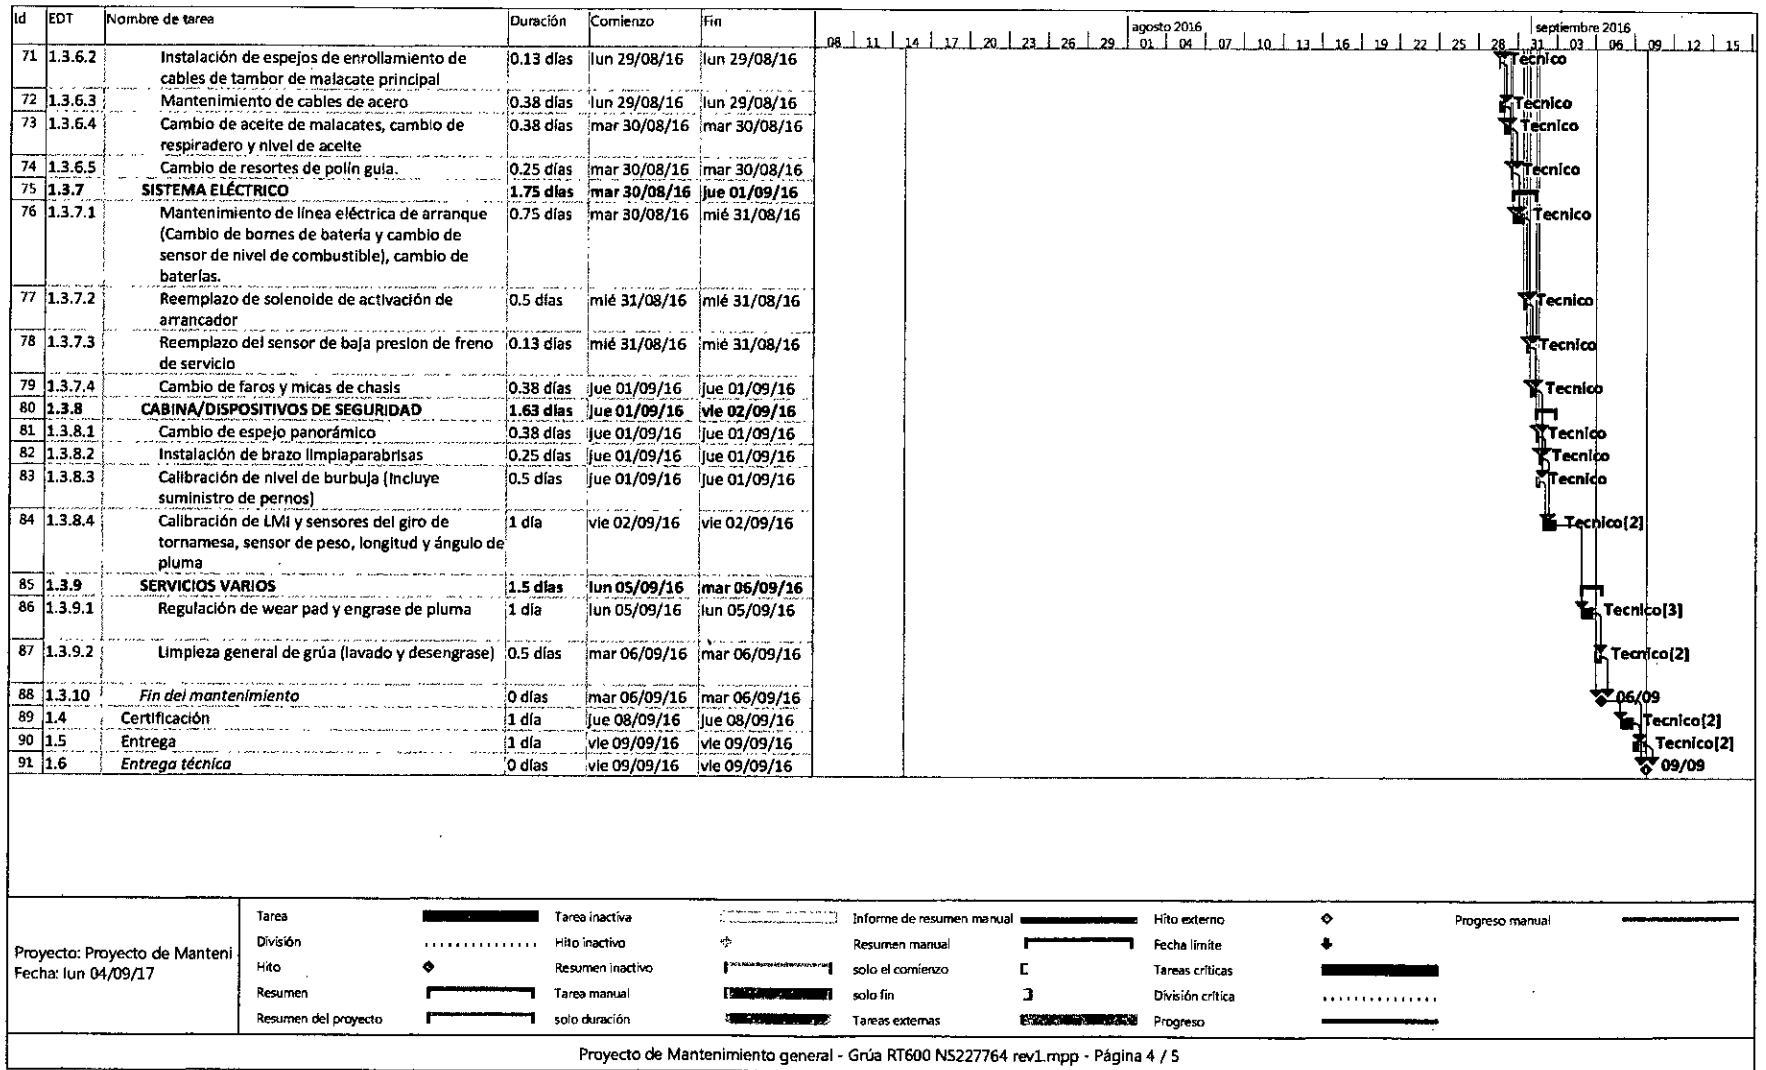 Id EDT Nombre de tarea Duración Comienzo Fin
agosto 2016 septiembre 2016
08 11 14 17 20 23 26 29 01 04 07 10 13 16 19 22 25 28 31 03 06 09 12 15
71 1.3.6.2 Instalación de espejos de enrollamiento de 0.13 días lun 29/08/16 lun 29/08/16 Tecnico
cables de tambor de malacate principal
72 1.3.6.3 Mantenimiento de cables de acero 0.38 días lun 29/08/16 lun 29/08/16 Tecnico
73 1.3.6.4 Cambio de aceite de malacates, cambio de 0.38 días mar 30/08/16 mar 30/08/16 Tecnico
respiradero y nivel de aceite
74 1.3.6.5 Cambio de resortes de polín guía. 0.25 días mar 30/08/16 mar 30/08/16 Tecnico
75 1.3.7 SISTEMA ELÉCTRICO 1.75 días mar 30/08/16 jue 01/09/16
76 1.3.7.1 Mantenimiento de línea eléctrica de arranque 0.75 días mar 30/08/16 mié 31/08/16 Tecnico
(Cambio de bornes de batería y cambio de
sensor de nivel de combustible), cambio de
baterías.
77 1.3.7.2 Reemplazo de solenoide de activación de 0.5 días mié 31/08/16 mié 31/08/16 Tecnico
arrancador
78 1.3.7.3 Reemplazo del sensor de baja presion de freno 0.13 días mié 31/08/16 mié 31/08/16 Tecnico
de servicio
79 1.3.7.4 Cambio de faros y micas de chasis 0.38 días jue 01/09/16 jue 01/09/16 Tecnico
80 1.3.8 CABINA/DISPOSITIVOS DE SEGURIDAD 1.63 días jue 01/09/16 vie 02/09/16
81 1.3.8.1 Cambio de espejo panorámico 0.38 días jue 01/09/16 jue 01/09/16 Tecnico
82 1.3.8.2 Instalación de brazo limpiaparabrisas 0.25 días jue 01/09/16 jue 01/09/16 Tecnico
83 1.3.8.3 Calibración de nivel de burbuja (Incluye 0.5 días jue 01/09/16 jue 01/09/16 Tecnico
suministro de pernos)
84 1.3.8.4 Calibración de LMI y sensores del giro de 1 día vie 02/09/16 vie 02/09/16 Tecnico[2]
tornamesa, sensor de peso, longitud y ángulo de
pluma
85 1.3.9 SERVICIOS VARIOS 1.5 días lun 05/09/16 mar 06/09/16
86 1.3.9.1 Regulación de wear pad y engrase de pluma 1 día lun 05/09/16 lun 05/09/16 Tecnico[3]
87 1.3.9.2 Limpieza general de grúa (lavado y desengrase) 0.5 días mar 06/09/16 mar 06/09/16 Tecnico[2]
88 1.3.10 Fin del mantenimiento 0 días mar 06/09/16 mar 06/09/16 06/09
89 1.4 Certificación 1 día jue 08/09/16 jue 08/09/16 Tecnico[2]
90 1.5 Entrega 1 día vie 09/09/16 vie 09/09/16 Tecnico[2]
91 1.6 Entrega técnica 0 días vie 09/09/16 vie 09/09/16 09/09
Proyecto: Proyecto de Manteni
Fecha: lun 04/09/17
Tarea Tarea inactiva Informe de resumen manual Hito externo Progreso manual
División Hito inactivo Resumen manual Fecha límite
Hito Resumen inactivo solo el comienzo Tareas críticas
Resumen Tarea manual solo fin División crítica
Resumen del proyecto solo duración Tareas externas Progreso
Proyecto de Mantenimiento general - Grúa RT600 NS227764 rev1.mpp - Página 4 / 5